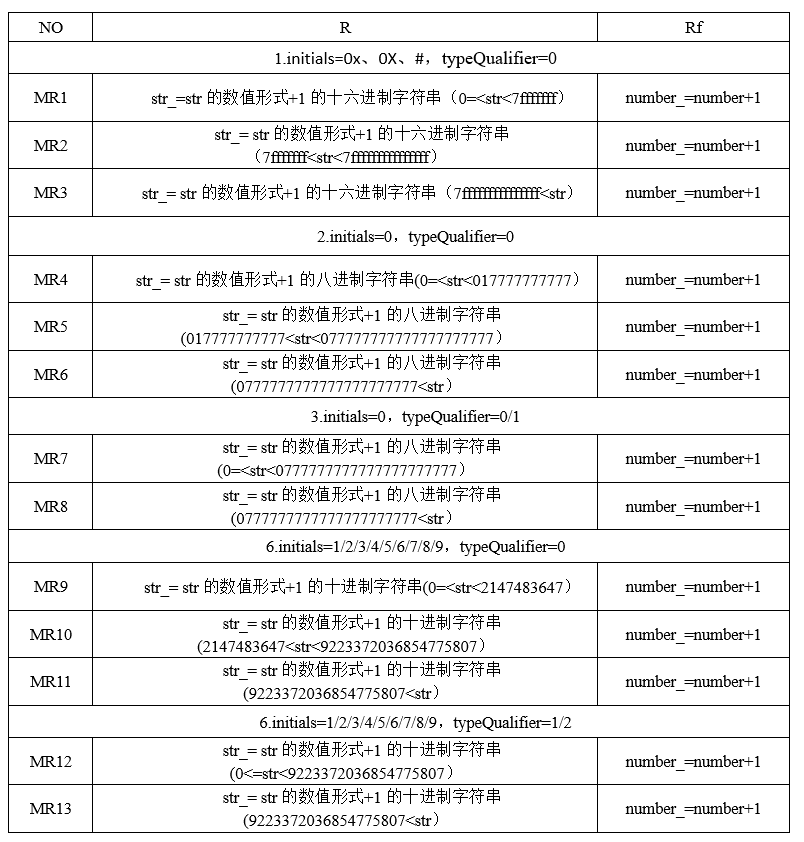 NO R Rf
1.initials=0x、0X、#，typeQualifier=0
MR1 str_=str 的数值形式+1 的十六进制字符串（0=<str<7fffffff） number_=number+1
MR2 str_= str 的数值形式+1 的十六进制字符串 number_=number+1
（7fffffff<str<7fffffffffffffff）
MR3 str_= str 的数值形式+1 的十六进制字符串（7fffffffffffffff<str） number_=number+1
2.initials=0，typeQualifier=0
MR4 str_= str 的数值形式+1 的八进制字符串(0=<str<017777777777） number_=number+1
MR5 str_= str 的数值形式+1 的八进制字符串 number_=number+1
(017777777777<str<0777777777777777777777）
MR6 str_= str 的数值形式+1 的八进制字符串 number_=number+1
(0777777777777777777777<str）
3.initials=0，typeQualifier=0/1
MR7 str_= str 的数值形式+1 的八进制字符串 number_=number+1
(0=<str<0777777777777777777777）
MR8 str_= str 的数值形式+1 的八进制字符串 number_=number+1
(0777777777777777777777<str）
6.initials=1/2/3/4/5/6/7/8/9，typeQualifier=0
MR9 str_= str 的数值形式+1 的十进制字符串(0=<str<2147483647） number_=number+1
MR10 str_= str 的数值形式+1 的十进制字符串 number_=number+1
(2147483647<str<9223372036854775807）
MR11 str_= str 的数值形式+1 的十进制字符串 number_=number+1
(9223372036854775807<str）
6.initials=1/2/3/4/5/6/7/8/9，typeQualifier=1/2
MR12 str_= str 的数值形式+1 的十进制字符串 number_=number+1
(0<=str<9223372036854775807）
MR13 str_= str 的数值形式+1 的十进制字符串 number_=number+1
(9223372036854775807<str）